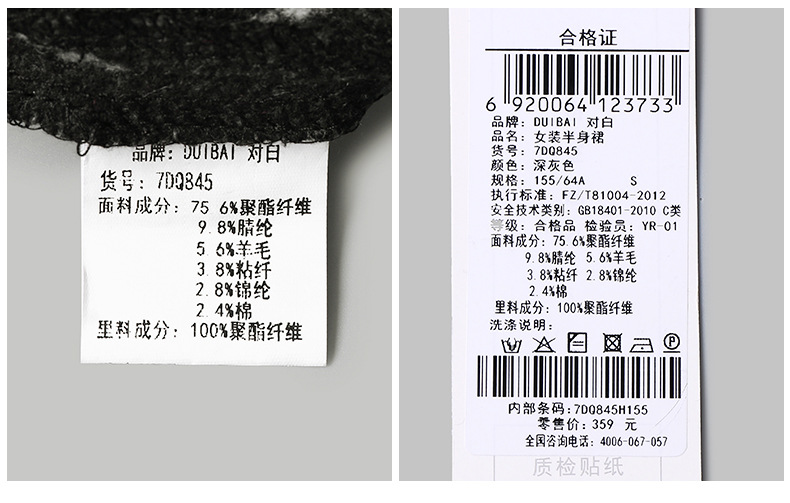 品牌: DUIBAI 对白
货号: 7DQ845
面料成分: 75.6%聚酯纤维
9.8%腈纶
5.6%羊毛
3.8%粘纤
2.8%锦纶
2.4%棉
里料成分: 100%聚酯纤维
合格证
6 920064 123733
品牌: DUIBAI 对白
品名: 女装半身裙
货号: 7DQ845
颜色: 深灰色
规格: 155/64A S
执行标准: FZ/T81004-2012
安全技术类别: GB18401-2010 C类
等级: 合格品 检验员: YR-01
面料成分: 75.6%聚酯纤维
9.8%腈纶 5.6%羊毛
3.8%粘纤 2.8%锦纶
2.4%棉
里料成分: 100%聚酯纤维
洗涤说明:
P
内部条码:7DQ845H155
零售价: 359 元
全国咨询电话: 4006-067-057
质检贴纸